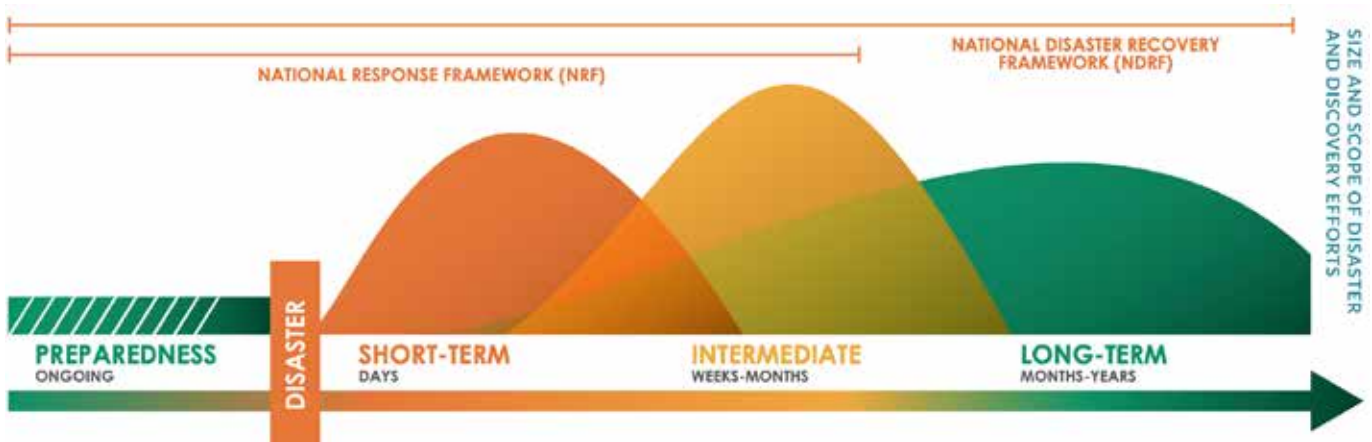 NATIONAL DISASTER RECOVERY
FRAMEWORK (NDRF)
NATIONAL RESPONSE FRAMEWORK (NRF)
SIZE AND SCOPE OF DISASTER
AND DISCOVERY EFFORTS
DISASTER
PREPAREDNESS
ONGOING
SHORT-TERM
DAYS
INTERMEDIATE
WEEKS-MONTHS
LONG-TERM
MONTHS-YEARS